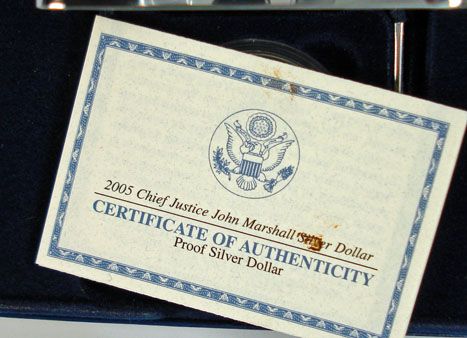 2005 Chief Justice John Marshall Silver Dollar
CERTIFICATE OF AUTHENTICITY
Proof Silver Dollar